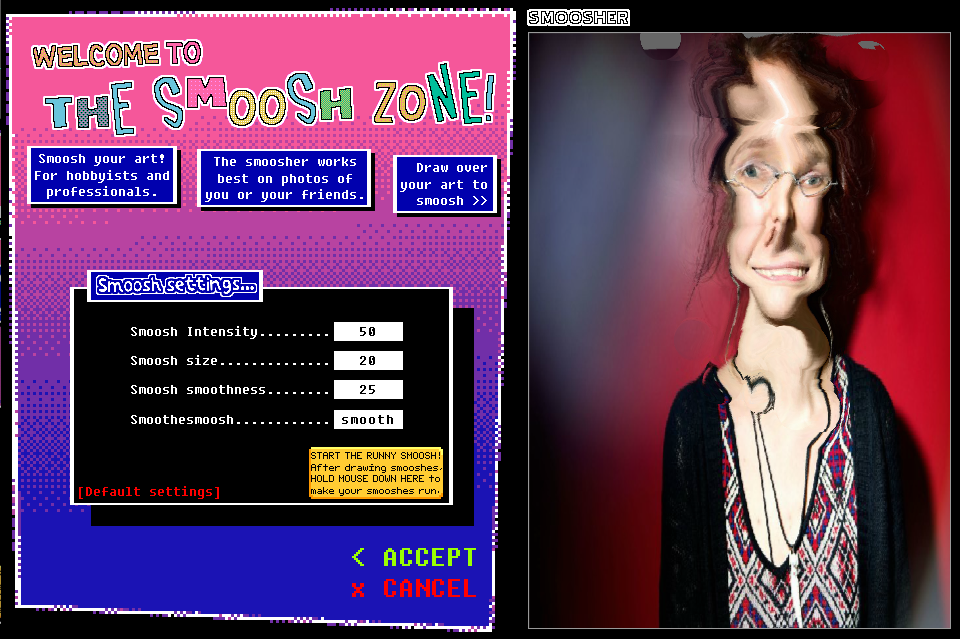 SMOOSHER
WELCOME TO
THE SMOOSH ZONE!
Smoosh your art!
For hobbyists and
professionals.
The smoosher works
best on photos of
you or your friends.
Draw over
your art to
smoosh >>
Smoosh settings...
Smoosh Intensity......... 50
Smoosh size.............. 20
Smoosh smoothness........ 25
Smoothesmoosh............ smooth
START THE RUNNY SMOOSH!
After drawing smooshes,
HOLD MOUSE DOWN HERE to
make your smooshes run.
[Default settings]
< ACCEPT
x CANCEL